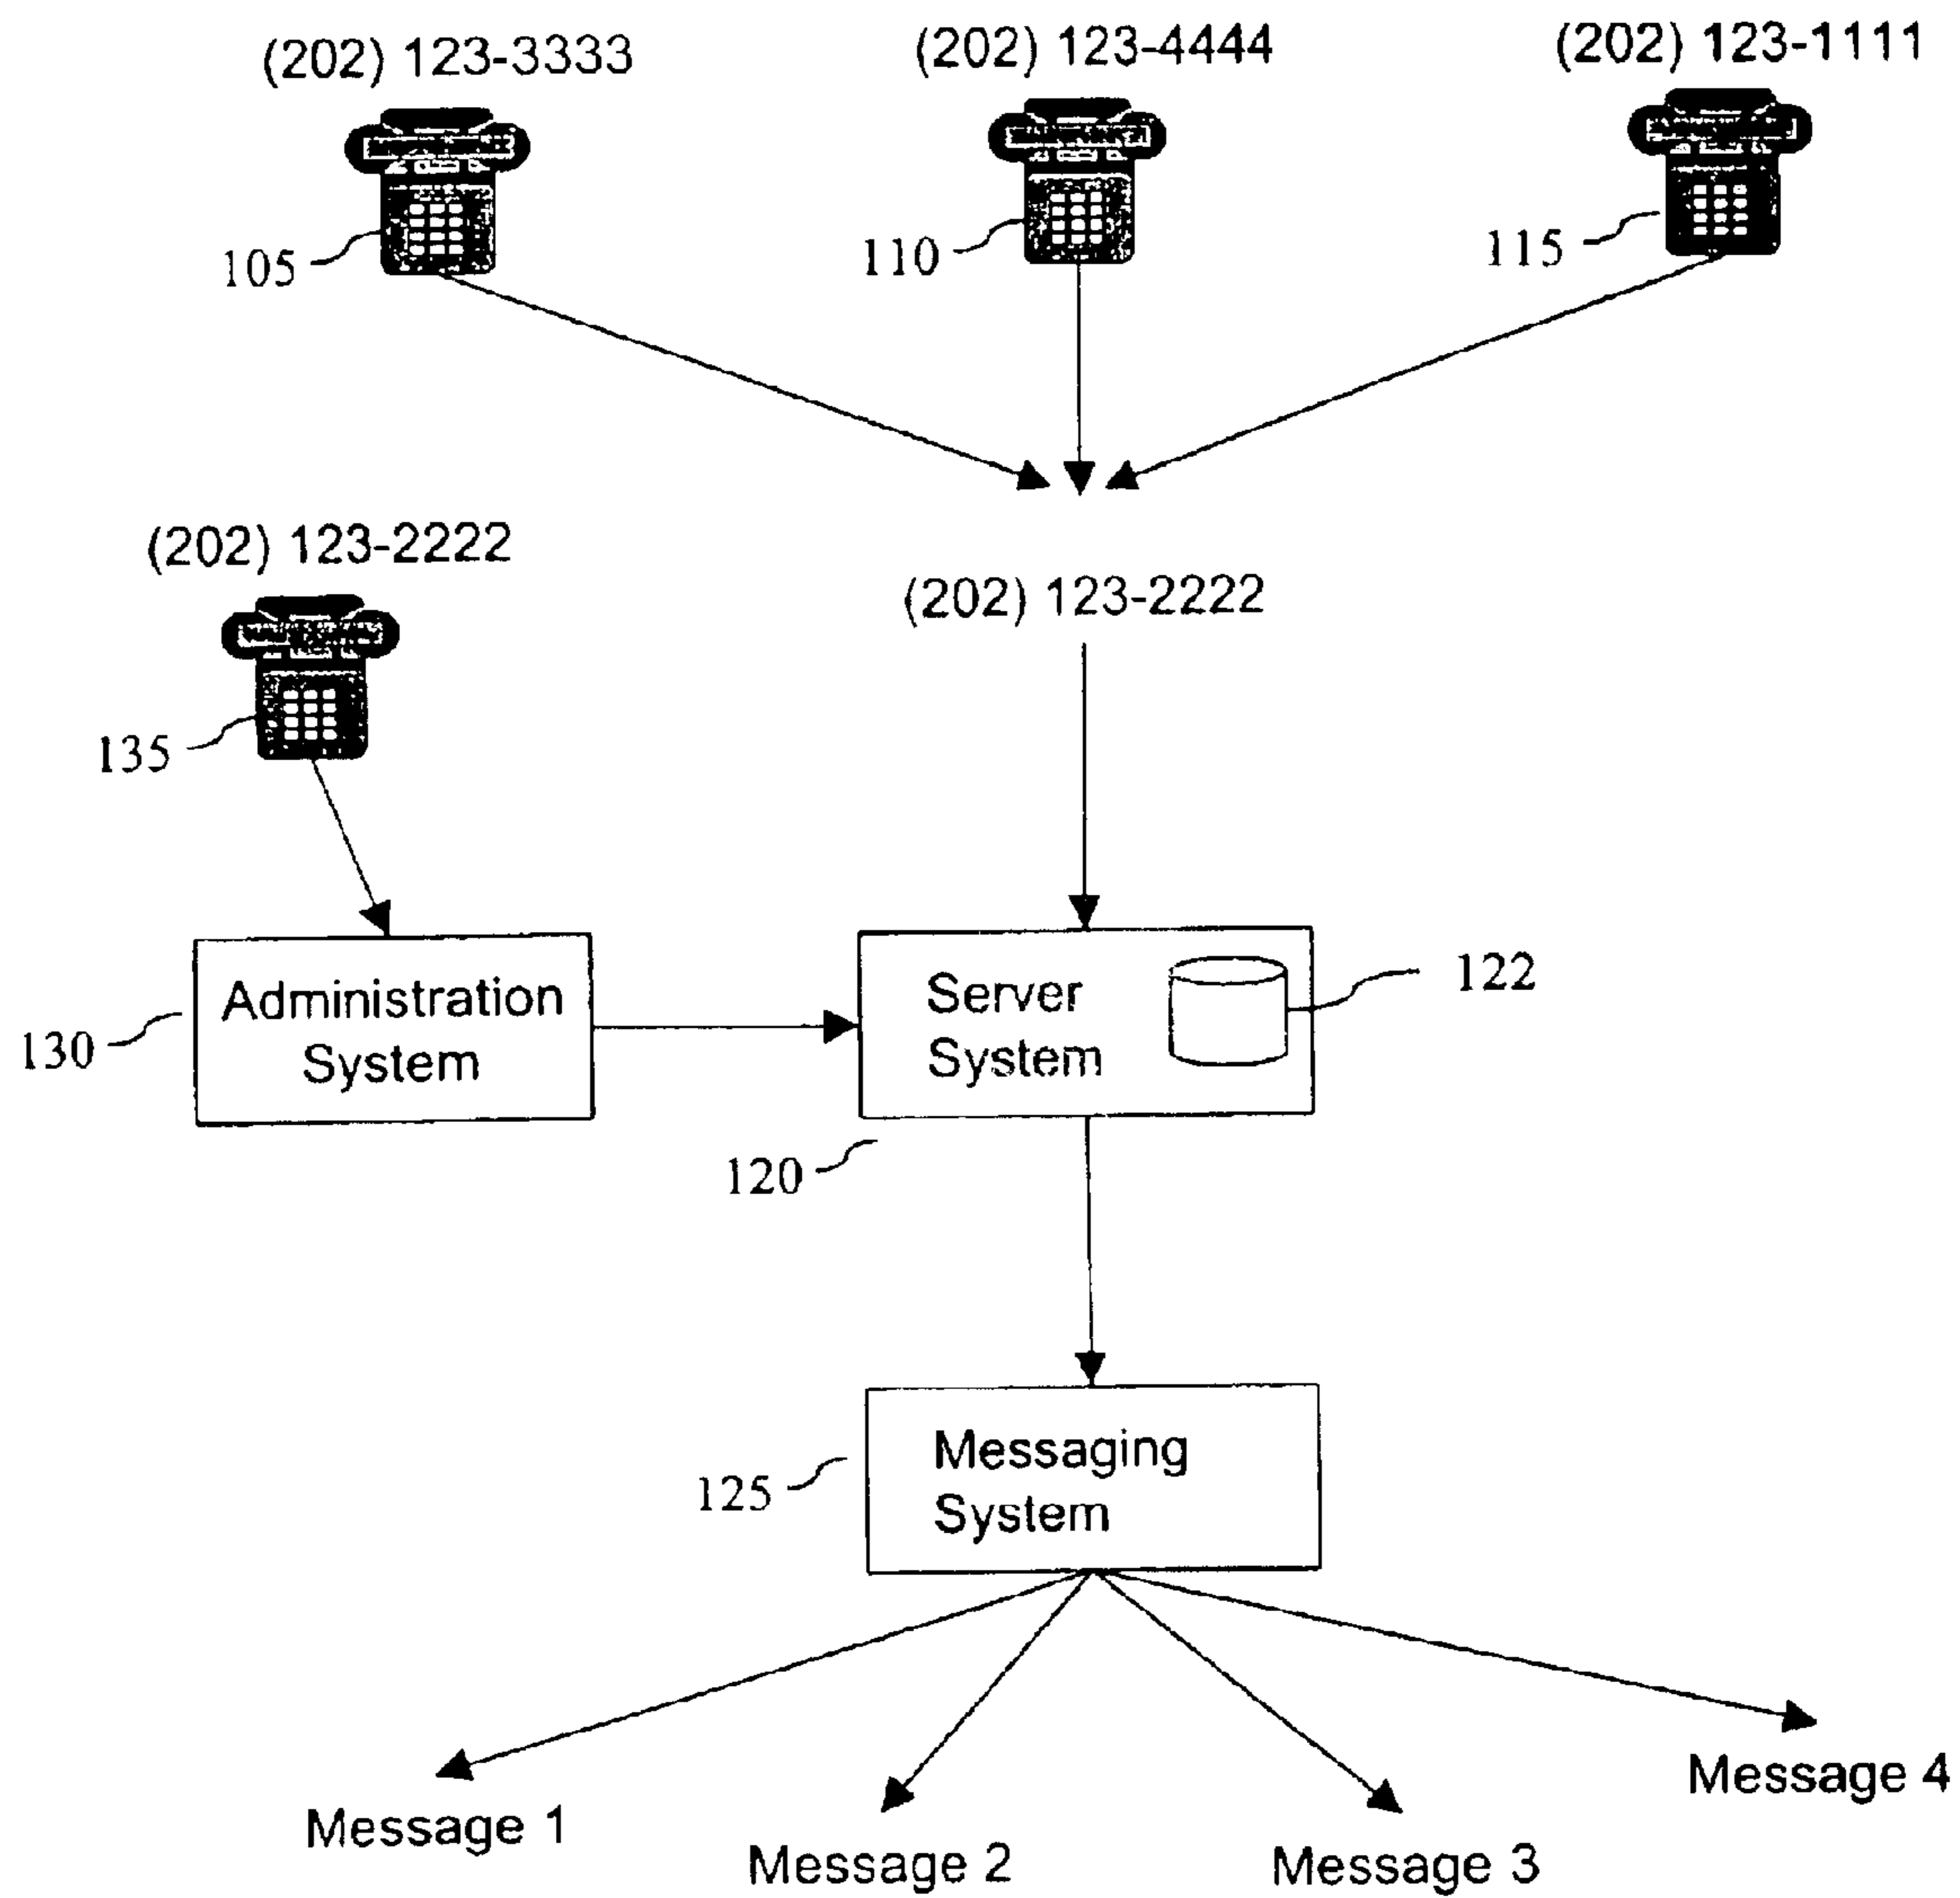 (202) 123-3333
(202) 123-4444
(202) 123-1111
105
110
115
(202) 123-2222
(202) 123-2222
135
Administration
System
130
Server
System
122
120
Messaging
System
125
Message 1
Message 2
Message 3
Message 4